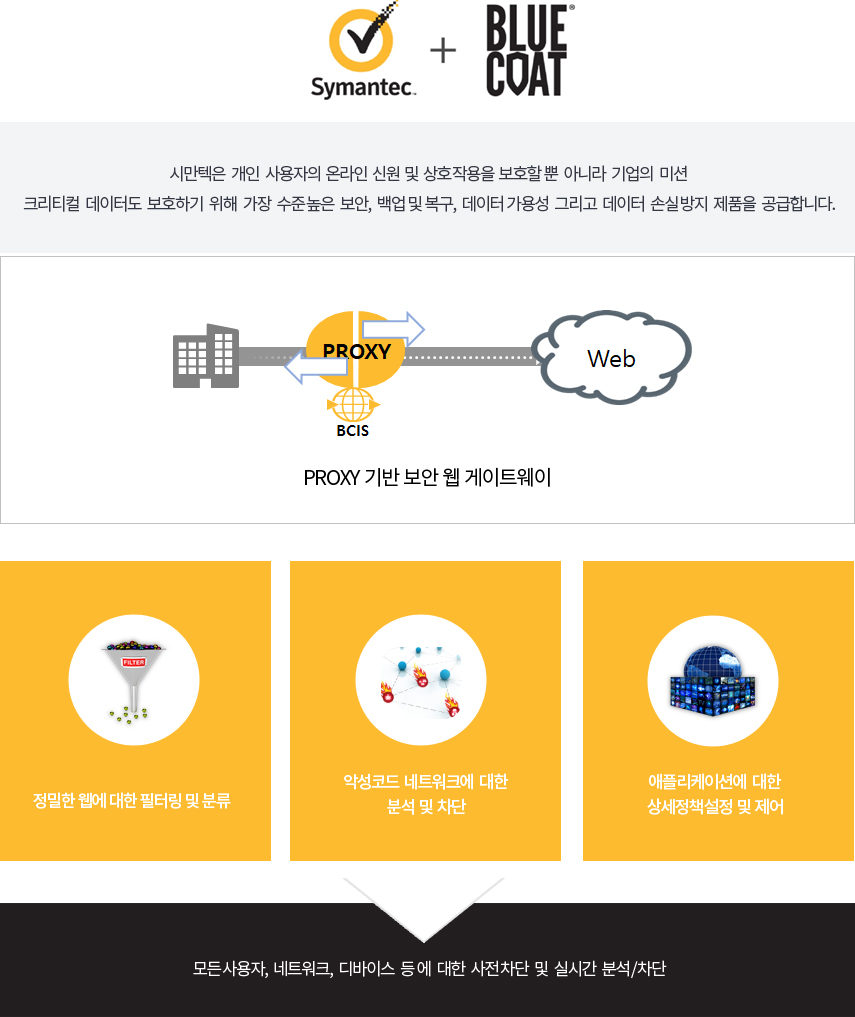 Symantec™
+
BLUE®
COAT
시만텍은 개인 사용자의 온라인 신원 및 상호작용을 보호할 뿐 아니라 기업의 미션
크리티컬 데이터도 보호하기 위해 가장 수준높은 보안, 백업 및 복구, 데이터 가용성 그리고 데이터 손실 방지 제품을 공급합니다.
PROXY
Web
BCIS
PROXY 기반 보안 웹 게이트웨이
FILTER
정밀한 웹에 대한 필터링 및 분류
악성코드 네트워크에 대한
분석 및 차단
애플리케이션에 대한
상세정책설정 및 제어
모든사용자, 네트워크, 디바이스 등에 대한 사전차단 및 실시간 분석/차단